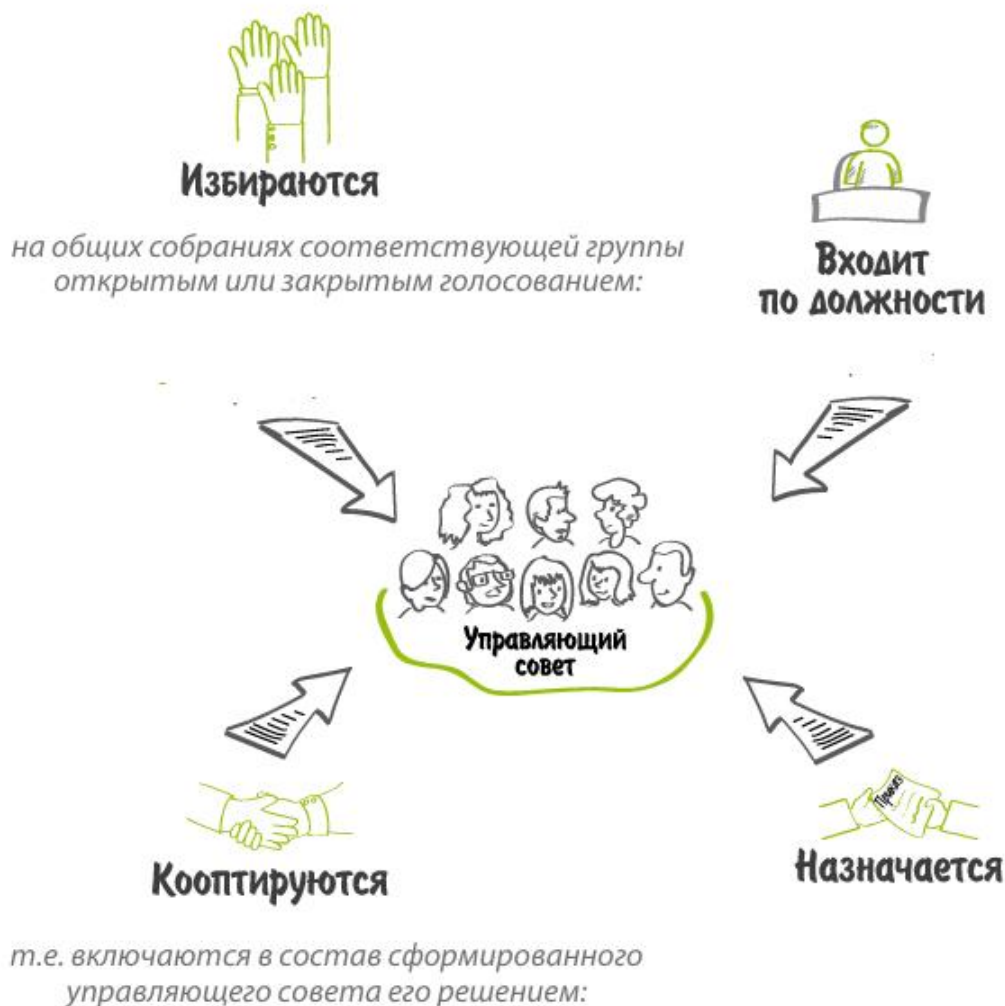 Избираются
на общих собраниях соответствующей группы
открытым или закрытым голосованием:
Входит
по должности
Управляющий
совет
Кооптируются
т.е. включаются в состав сформированного
управляющего совета его решением:
Приказ
Назначается